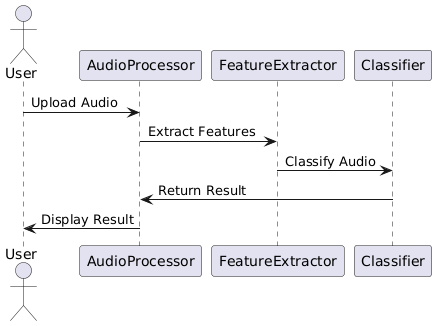 User
AudioProcessor
FeatureExtractor
Classifier
Upload Audio
Extract Features
Classify Audio
Return Result
Display Result
User
AudioProcessor
FeatureExtractor
Classifier